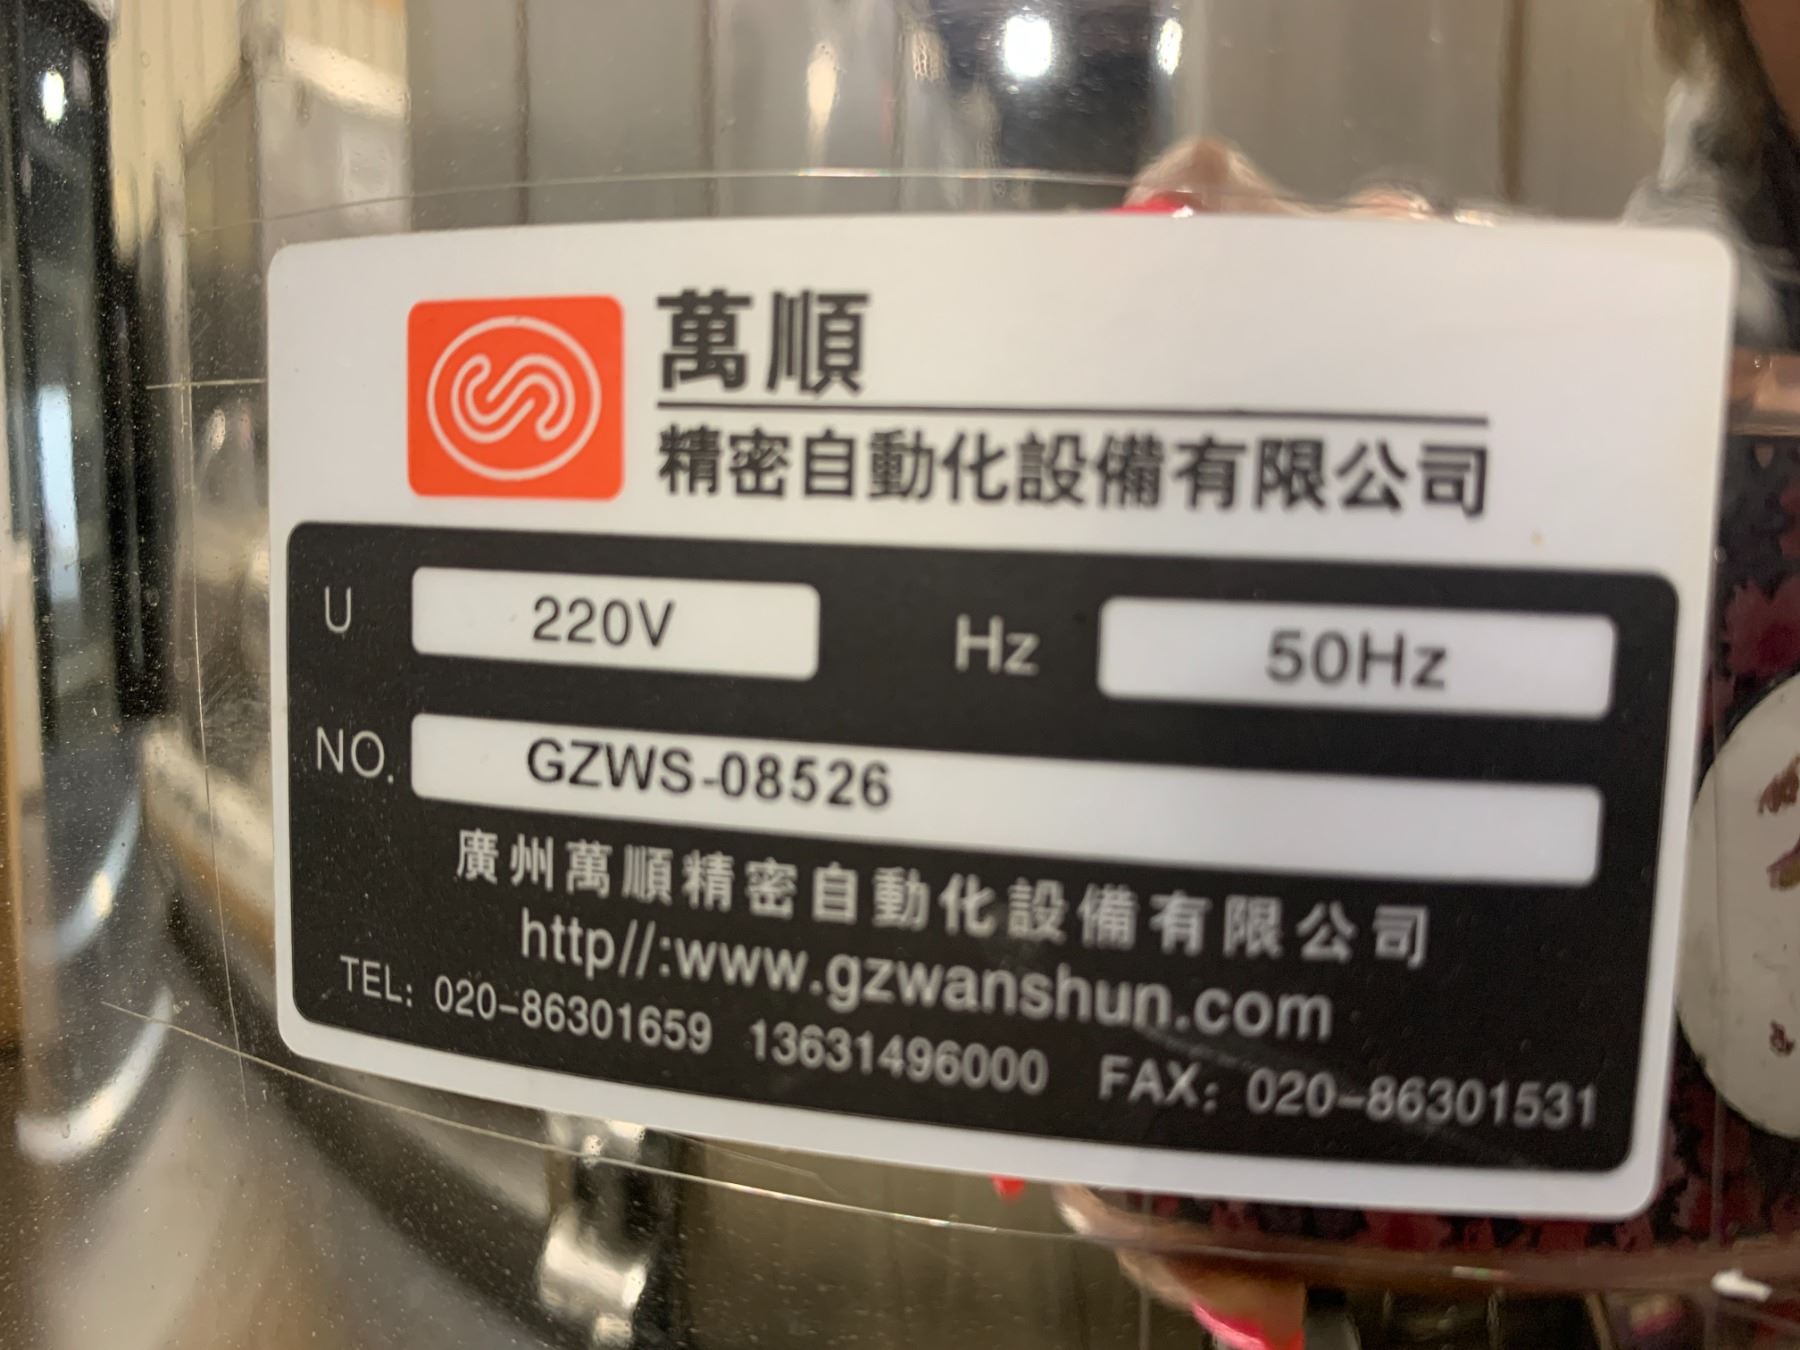 萬順
精密自動化設備有限公司
U 220V Hz 50Hz
NO. GZWS-08526
廣州萬順精密自動化設備有限公司
http//:www.gzwanshun.com
TEL: 020-86301659 13631496000 FAX: 020-86301531